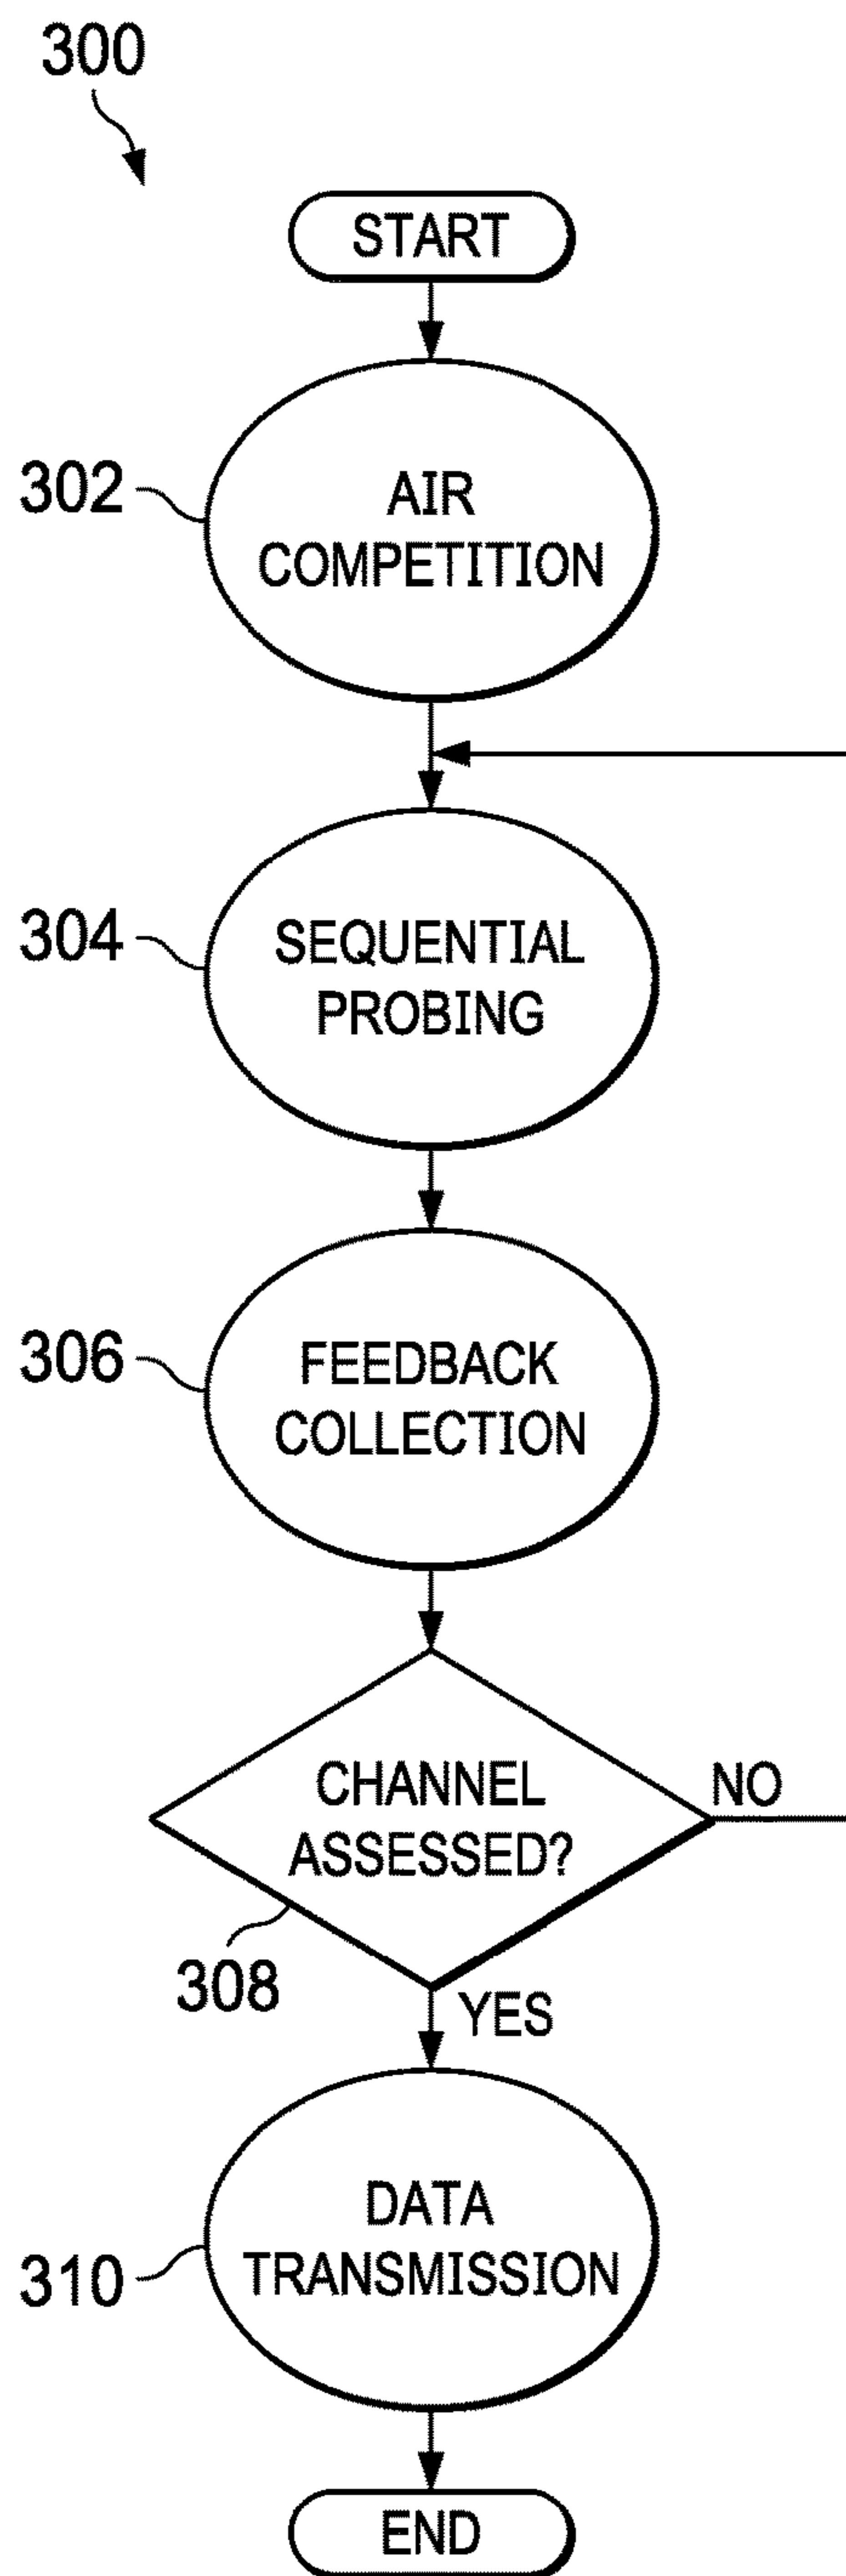 300
START
302
AIR
COMPETITION
304
SEQUENTIAL
PROBING
306
FEEDBACK
COLLECTION
CHANNEL
ASSESSED?
NO
308
YES
310
DATA
TRANSMISSION
END